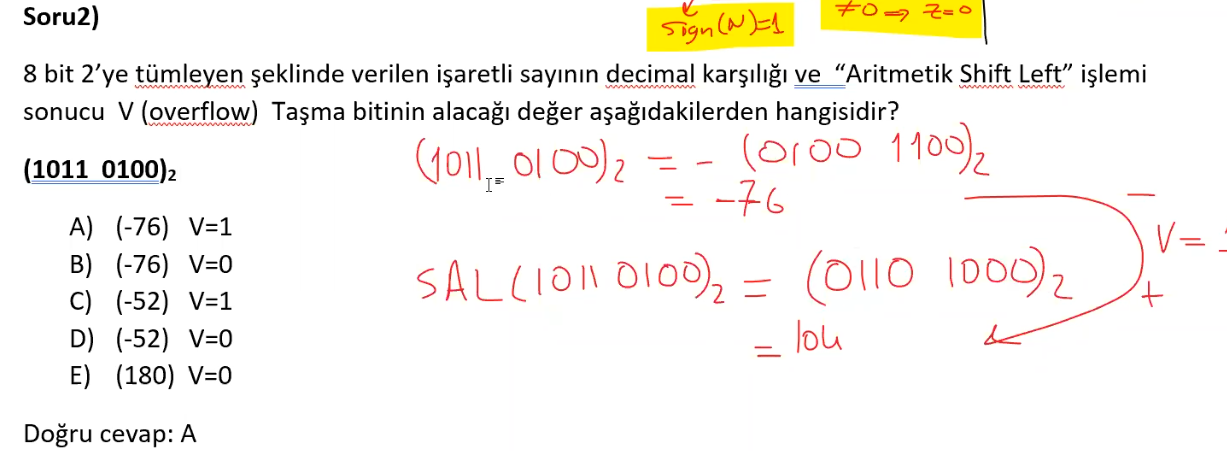 Soru2)
sign(N)=1
≠0 ⇒ Z=0
8 bit 2’ye tümleyen şeklinde verilen işaretli sayının decimal karşılığı ve “Aritmetik Shift Left” işlemi
sonucu V (overflow) Taşma bitinin alacağı değer aşağıdakilerden hangisidir?
(1011 0100)₂
(1011 0100)₂ = - (0100 1100)₂
= -76
A) (-76) V=1
B) (-76) V=0
C) (-52) V=1
D) (-52) V=0
E) (180) V=0
SAL(1011 0100)₂ = (0110 1000)₂
= 104
-
V=
+
Doğru cevap: A